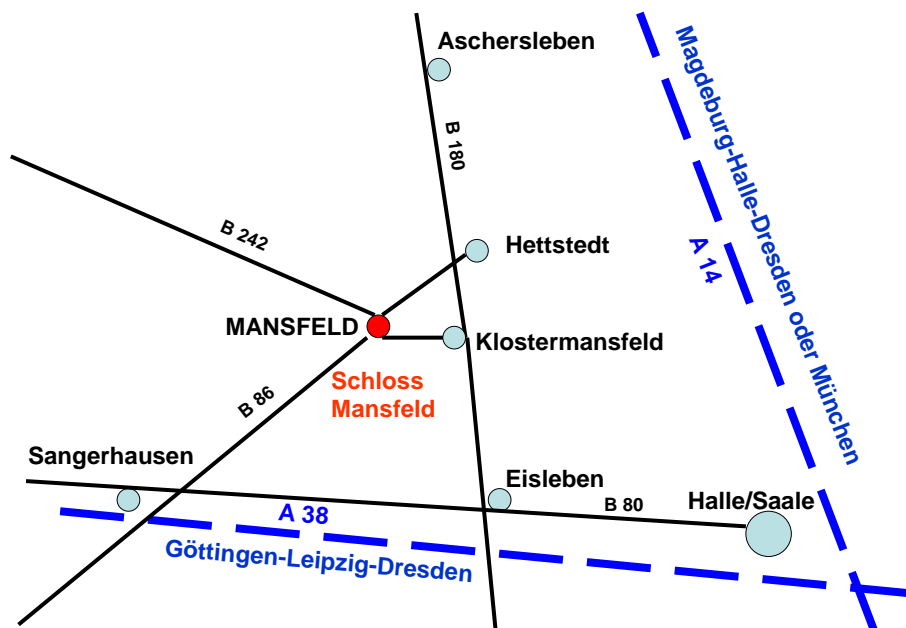 Aschersleben
Magdeburg-Halle-Dresden oder München
B 180
B 242
Hettstedt
A 14
MANSFELD
Klostermansfeld
Schloss
Mansfeld
B 86
Sangerhausen
Eisleben
Halle/Saale
B 80
A 38
Göttingen-Leipzig-Dresden